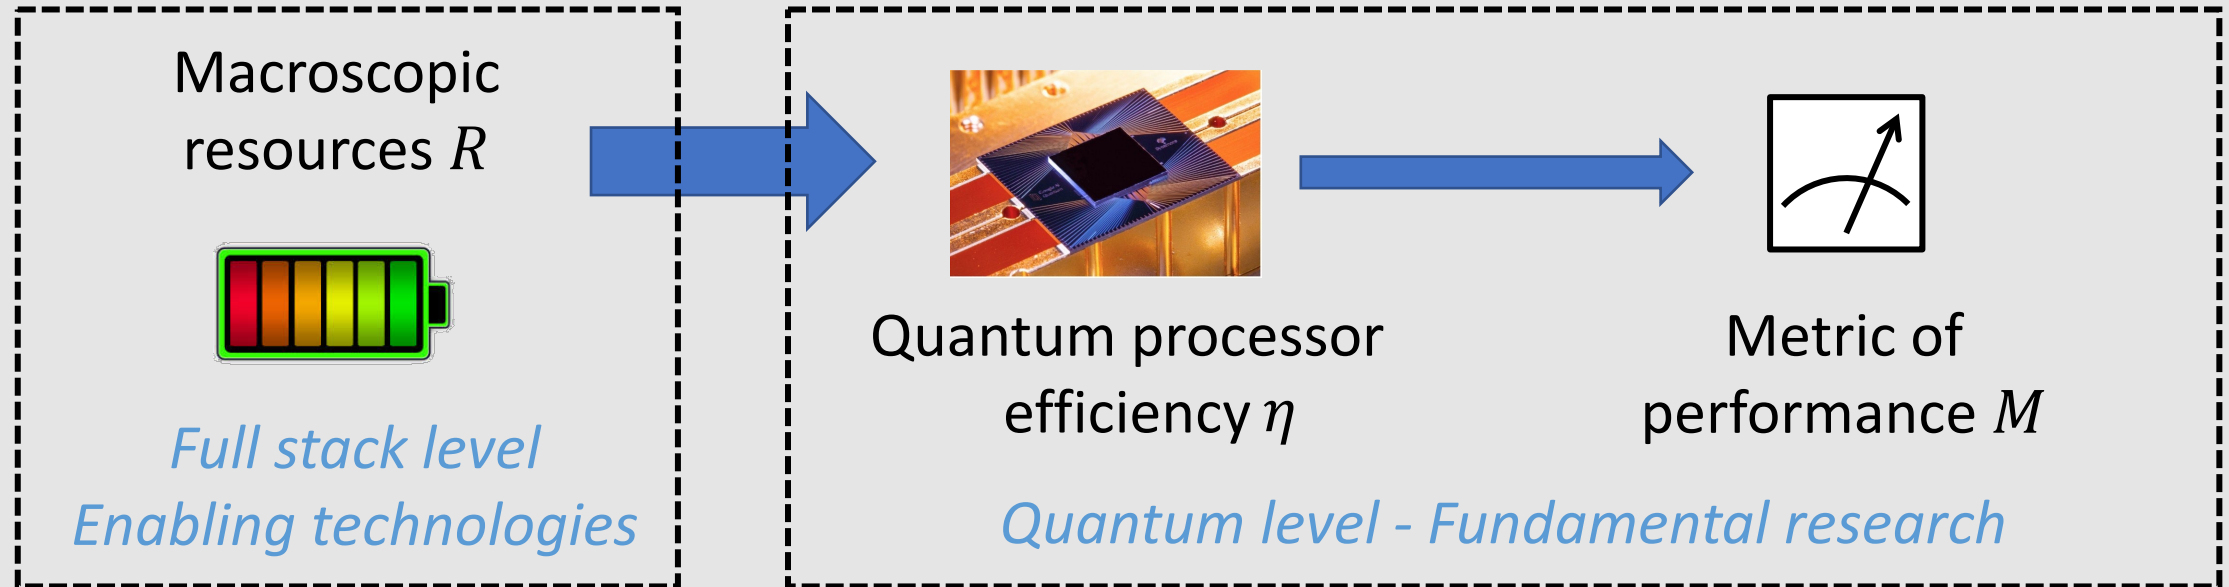 Macroscopic
resources R
Full stack level
Enabling technologies
Quantum processor
efficiency η
Metric of
performance M
Quantum level - Fundamental research